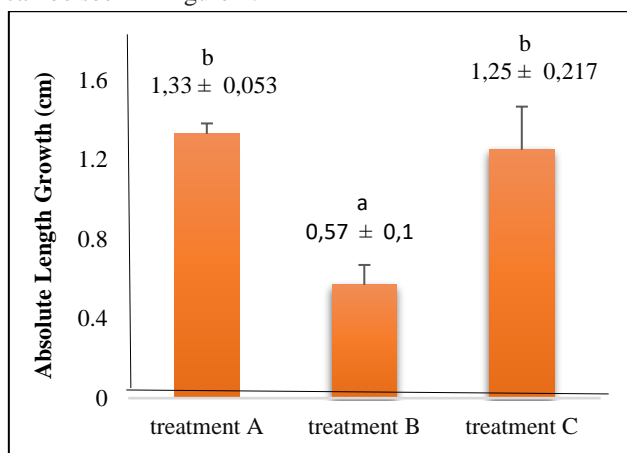 b
1,33 ± 0,053
b
1,25 ± 0,217
a
0,57 ± 0,1
Absolute Length Growth (cm)
1.6
1.2
0.8
0.4
0
treatment A
treatment B
treatment C